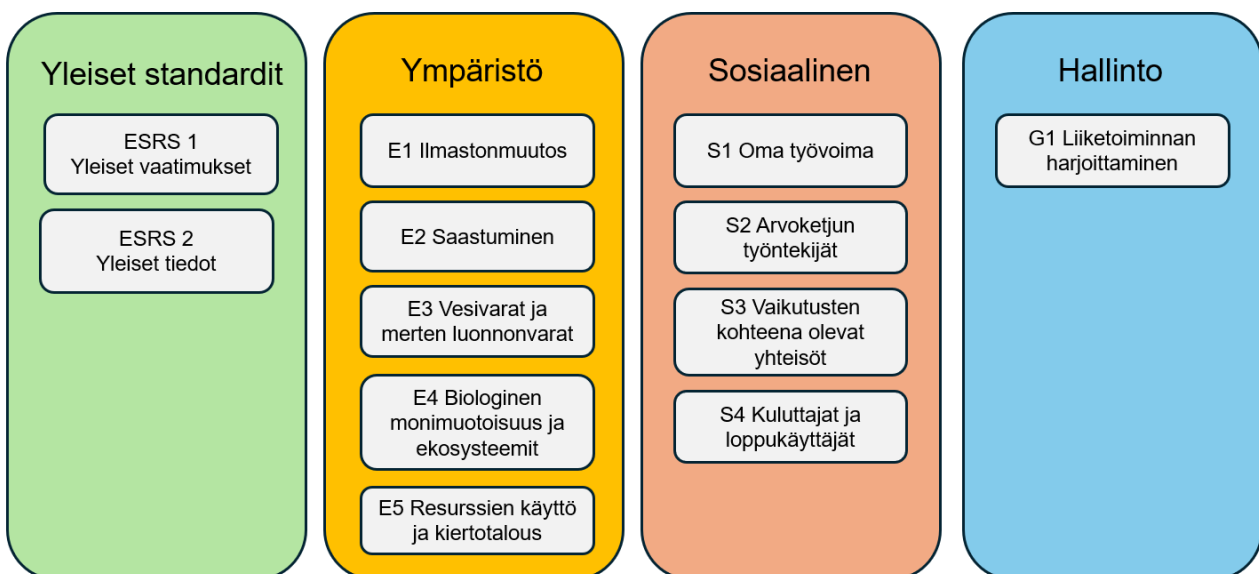 Yleiset standardit
ESRS 1
Yleiset vaatimukset
ESRS 2
Yleiset tiedot
Ympäristö
E1 Ilmastonmuutos
E2 Saastuminen
E3 Vesivarat ja
merten luonnonvarat
E4 Biologinen
monimuotoisuus ja
ekosysteemit
E5 Resurssien käyttö
ja kiertotalous
Sosiaalinen
S1 Oma työvoima
S2 Arvoketjun
työntekijät
S3 Vaikutusten
kohteena olevat
yhteisöt
S4 Kuluttajat ja
loppukäyttäjät
Hallinto
G1 Liiketoiminnan
harjoittaminen